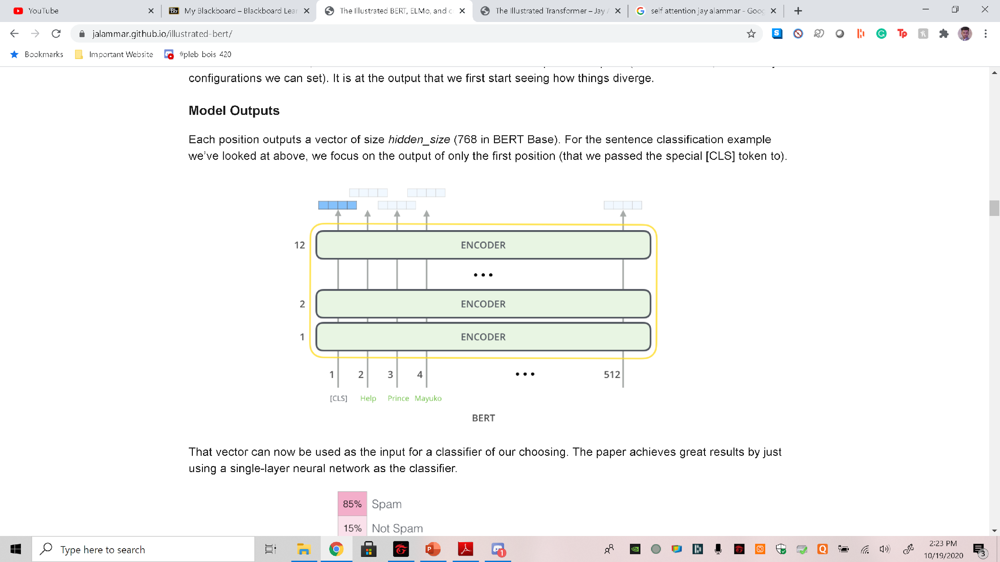 YouTube
My Blackboard – Blackboard Lear
The Illustrated BERT, ELMo, and c
The Illustrated Transformer – Jay A
self attention jay alammar - Goog
jalammar.github.io/illustrated-bert/
Bookmarks
Important Website
#pleb bois 420
configurations we can set). It is at the output that we first start seeing how things diverge.
Model Outputs
Each position outputs a vector of size hidden_size (768 in BERT Base). For the sentence classification example
we’ve looked at above, we focus on the output of only the first position (that we passed the special [CLS] token to).
12 ENCODER
...
2 ENCODER
1 ENCODER
1 2 3 4 ... 512
[CLS] Help Prince Mayuko
BERT
That vector can now be used as the input for a classifier of our choosing. The paper achieves great results by just
using a single-layer neural network as the classifier.
85% Spam
15% Not Spam
Type here to search
2:23 PM
10/19/2020
3